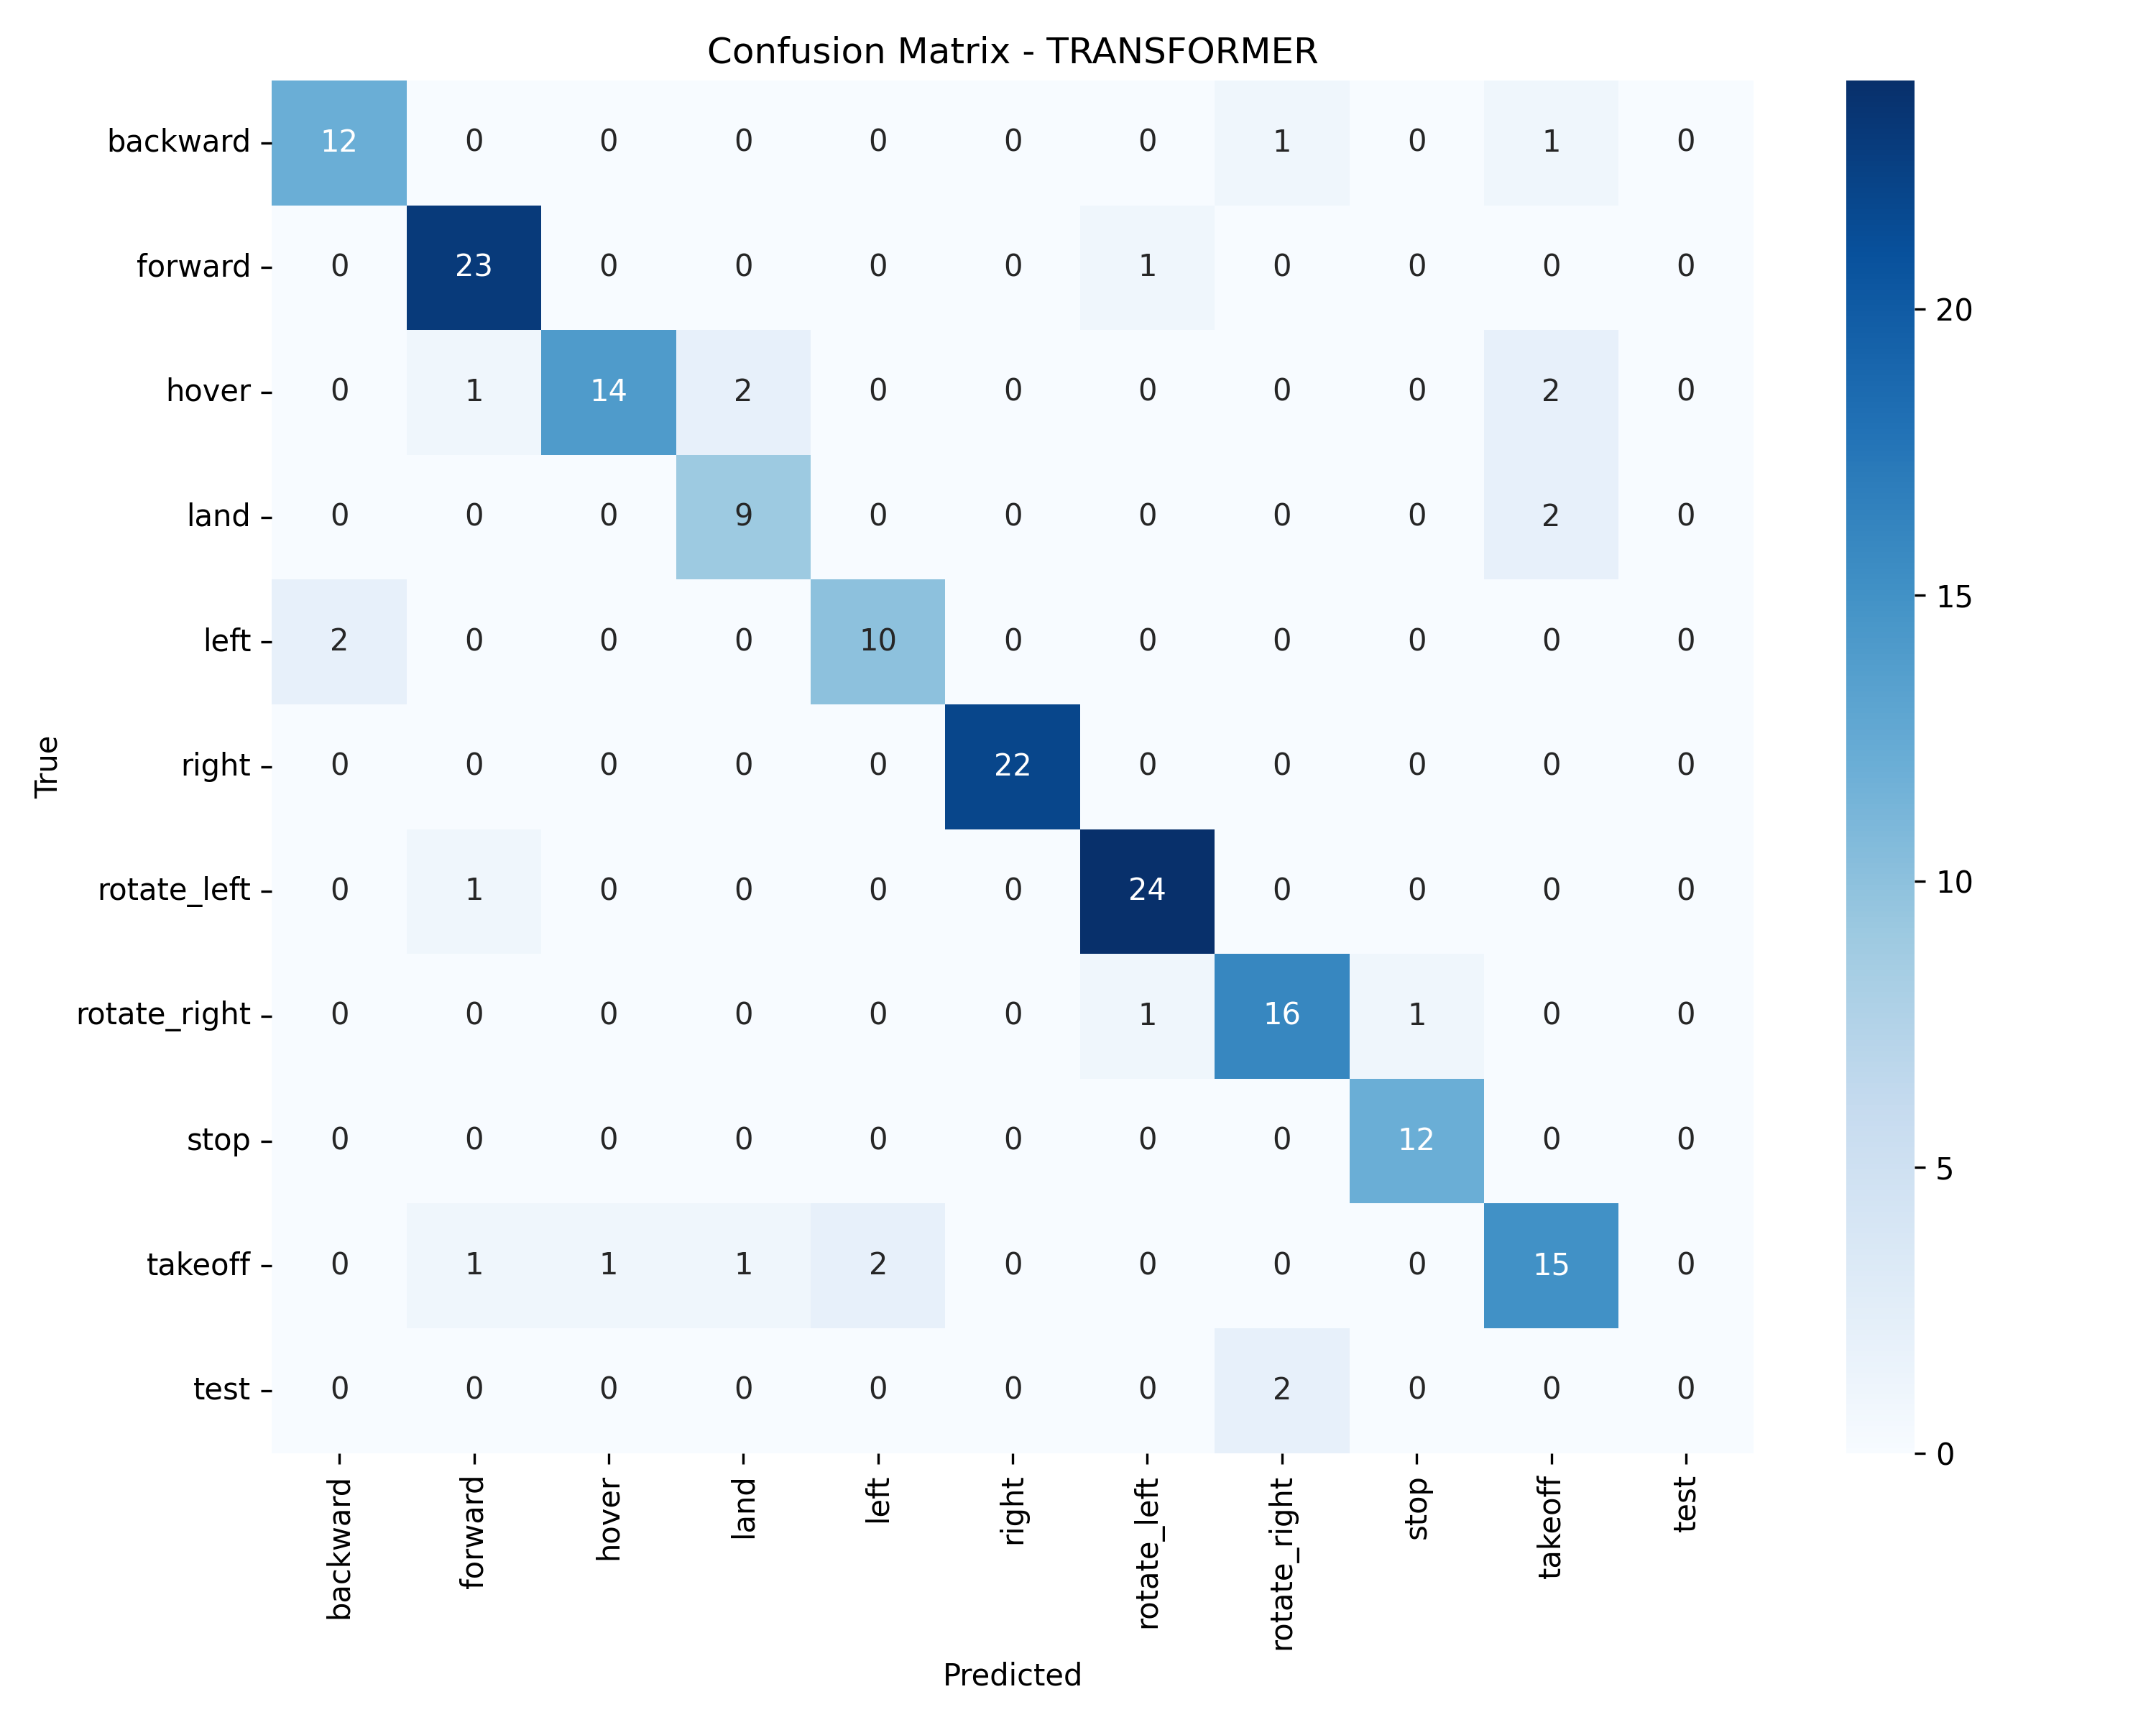 Confusion Matrix - TRANSFORMER
backward 12 0 0 0 0 0 0 1 0 1 0
forward 0 23 0 0 0 0 1 0 0 0 0
hover 0 1 14 2 0 0 0 0 0 2 0
land 0 0 0 9 0 0 0 0 0 2 0
left 2 0 0 0 10 0 0 0 0 0 0
right 0 0 0 0 0 22 0 0 0 0 0
rotate_left 0 1 0 0 0 0 24 0 0 0 0
rotate_right 0 0 0 0 0 0 1 16 1 0 0
stop 0 0 0 0 0 0 0 0 12 0 0
takeoff 0 1 1 1 2 0 0 0 0 15 0
test 0 0 0 0 0 0 0 2 0 0 0
True
backward forward hover land left right rotate_left rotate_right stop takeoff test
Predicted
20
15
10
5
0